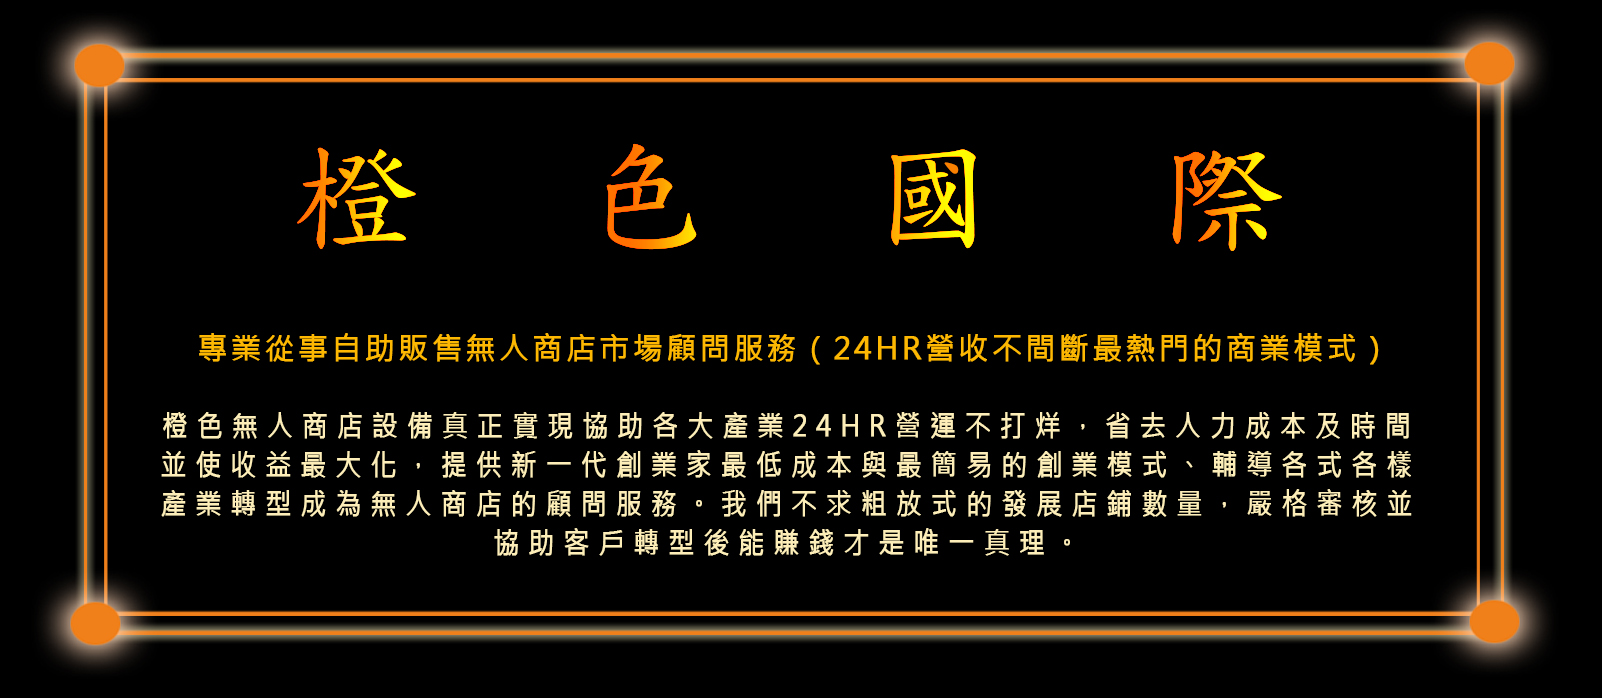 橙色國際
專業從事自助販售無人商店市場顧問服務(24HR營收不間斷最熱門的商業模式)
橙色無人商店設備真正實現協助各大產業24HR營運不打烊，省去人力成本及時間
並使收益最大化，提供新一代創業家最低成本與最簡易的創業模式、輔導各式各樣
產業轉型成為無人商店的顧問服務。我們不求粗放式的發展店鋪數量，嚴格審核並
協助客戶轉型後能賺錢才是唯一真理。